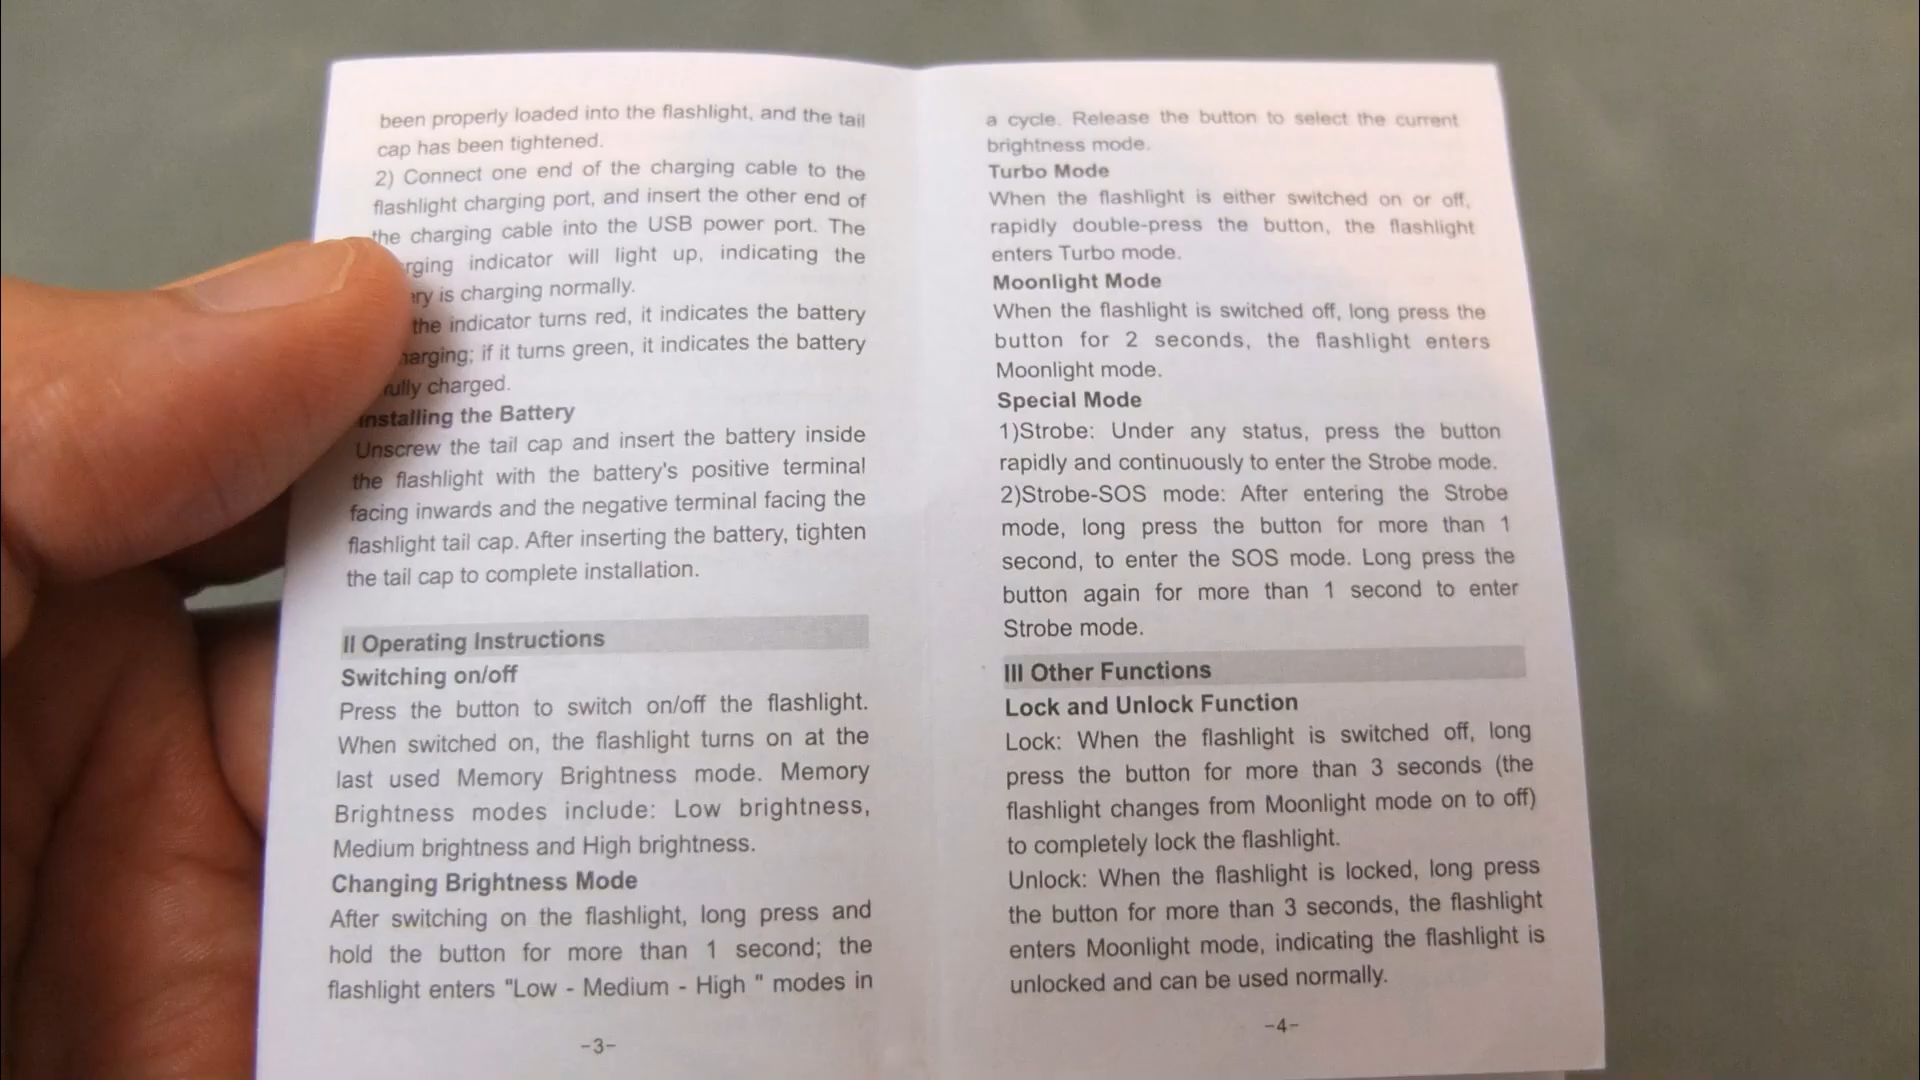 been properly loaded into the flashlight, and the tail
cap has been tightened.
2) Connect one end of the charging cable to the
flashlight charging port, and insert the other end of
the charging cable into the USB power port. The
rging indicator will light up, indicating the
ery is charging normally.
the indicator turns red, it indicates the battery
harging; if it turns green, it indicates the battery
fully charged.
Installing the Battery
Unscrew the tail cap and insert the battery inside
the flashlight with the battery's positive terminal
facing inwards and the negative terminal facing the
flashlight tail cap. After inserting the battery, tighten
the tail cap to complete installation.
II Operating Instructions
Switching on/off
Press the button to switch on/off the flashlight.
When switched on, the flashlight turns on at the
last used Memory Brightness mode. Memory
Brightness modes include: Low brightness,
Medium brightness and High brightness.
Changing Brightness Mode
After switching on the flashlight, long press and
hold the button for more than 1 second; the
flashlight enters "Low - Medium - High " modes in
-3-
a cycle. Release the button to select the current
brightness mode.
Turbo Mode
When the flashlight is either switched on or off,
rapidly double-press the button, the flashlight
enters Turbo mode.
Moonlight Mode
When the flashlight is switched off, long press the
button for 2 seconds, the flashlight enters
Moonlight mode.
Special Mode
1)Strobe: Under any status, press the button
rapidly and continuously to enter the Strobe mode.
2)Strobe-SOS mode: After entering the Strobe
mode, long press the button for more than 1
second, to enter the SOS mode. Long press the
button again for more than 1 second to enter
Strobe mode.
III Other Functions
Lock and Unlock Function
Lock: When the flashlight is switched off, long
press the button for more than 3 seconds (the
flashlight changes from Moonlight mode on to off)
to completely lock the flashlight.
Unlock: When the flashlight is locked, long press
the button for more than 3 seconds, the flashlight
enters Moonlight mode, indicating the flashlight is
unlocked and can be used normally.
-4-